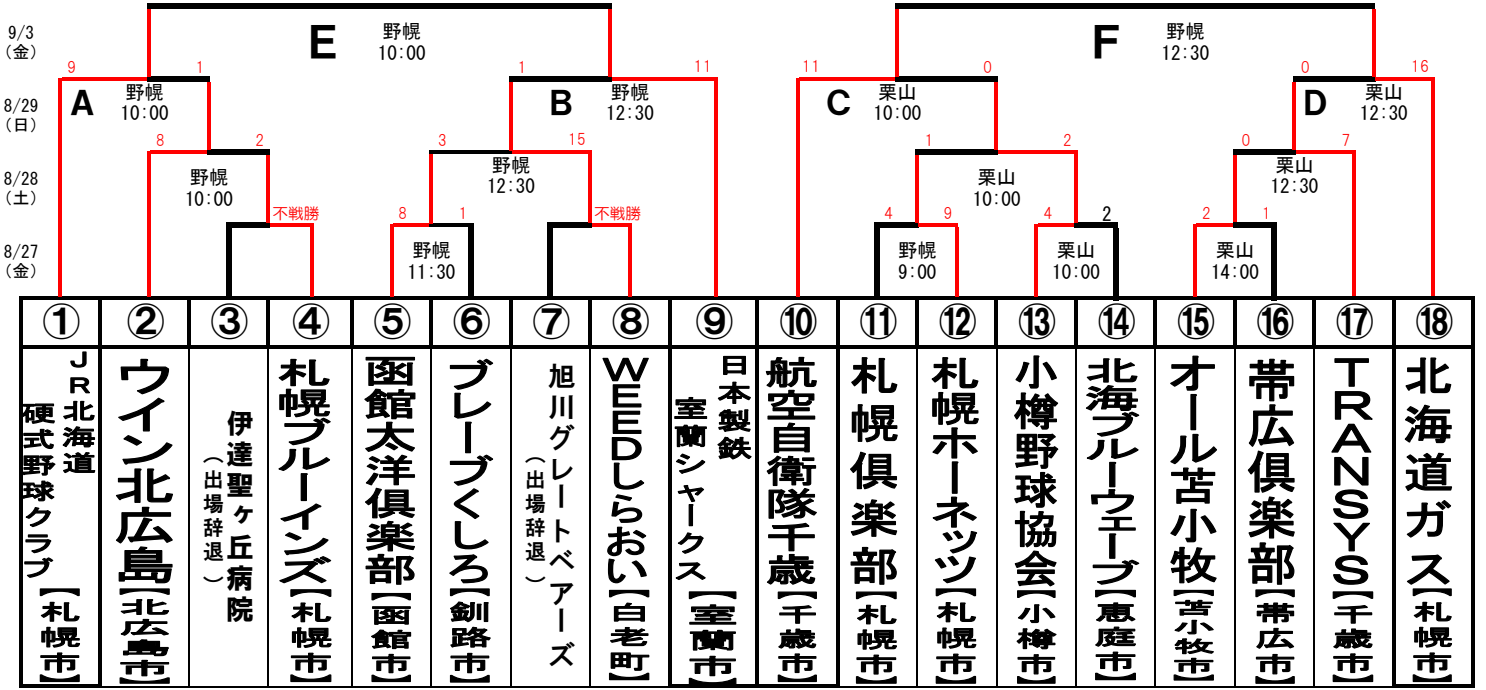 9/3
（金）
E
野幌
10:00
F
野幌
12:30
9
1
1
11
11
0
0
16
8/29
（日）
A
野幌
10:00
B
野幌
12:30
C
栗山
10:00
D
栗山
12:30
8
2
3
15
1
2
0
7
8/28
（土）
野幌
10:00
野幌
12:30
栗山
10:00
栗山
12:30
不戦勝
8
1
不戦勝
4
9
4
2
2
1
8/27
（金）
野幌
11:30
野幌
9:00
栗山
10:00
栗山
14:00
①
②
③
④
⑤
⑥
⑦
⑧
⑨
⑩
⑪
⑫
⑬
⑭
⑮
⑯
⑰
⑱
ＪＲ北海道
硬式野球クラブ
【札幌市】
ウイン北広島【北広島市】
伊達聖ヶ丘病院
（出場辞退）
札幌ブルーインズ【札幌市】
函館太洋倶楽部【函館市】
ブレーブくしろ【釧路市】
旭川グレートベアーズ
（出場辞退）
ＷＥＥＤしらおい【白老町】
日本製鉄
室蘭シャークス
【室蘭市】
航空自衛隊千歳【千歳市】
札幌倶楽部【札幌市】
札幌ホーネッツ【札幌市】
小樽野球協会【小樽市】
北海ブルーウェーブ【恵庭市】
オール苫小牧【苫小牧市】
帯広倶楽部【帯広市】
ＴＲＡＮＳＹＳ【千歳市】
北海道ガス【札幌市】